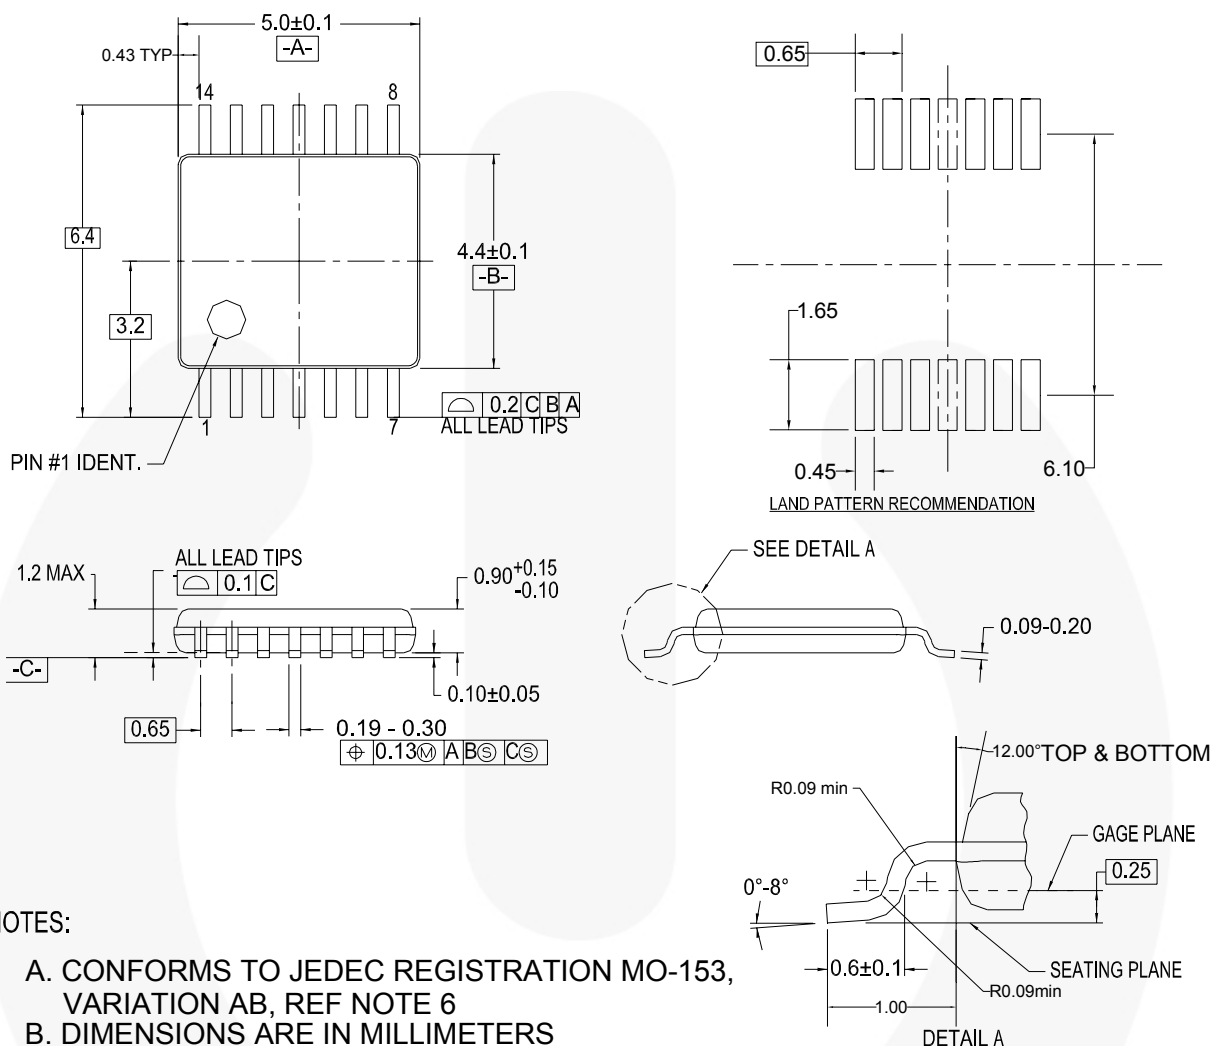 5.0±0.1
-A-
0.43 TYP
14
8
6.4
3.2
4.4±0.1
-B-
1
7
0.2 C B A
ALL LEAD TIPS
PIN #1 IDENT.
0.65
1.65
0.45
6.10
LAND PATTERN RECOMMENDATION
ALL LEAD TIPS
0.1 C
1.2 MAX
0.90+0.15
-0.10
-C-
0.10±0.05
0.65
0.19 - 0.30
⌖ 0.13Ⓜ A BⓈ CⓈ
SEE DETAIL A
0.09-0.20
12.00° TOP & BOTTOM
R0.09 min
GAGE PLANE
0.25
0°-8°
0.6±0.1
SEATING PLANE
R0.09min
1.00
DETAIL A
NOTES:
A. CONFORMS TO JEDEC REGISTRATION MO-153,
VARIATION AB, REF NOTE 6
B. DIMENSIONS ARE IN MILLIMETERS